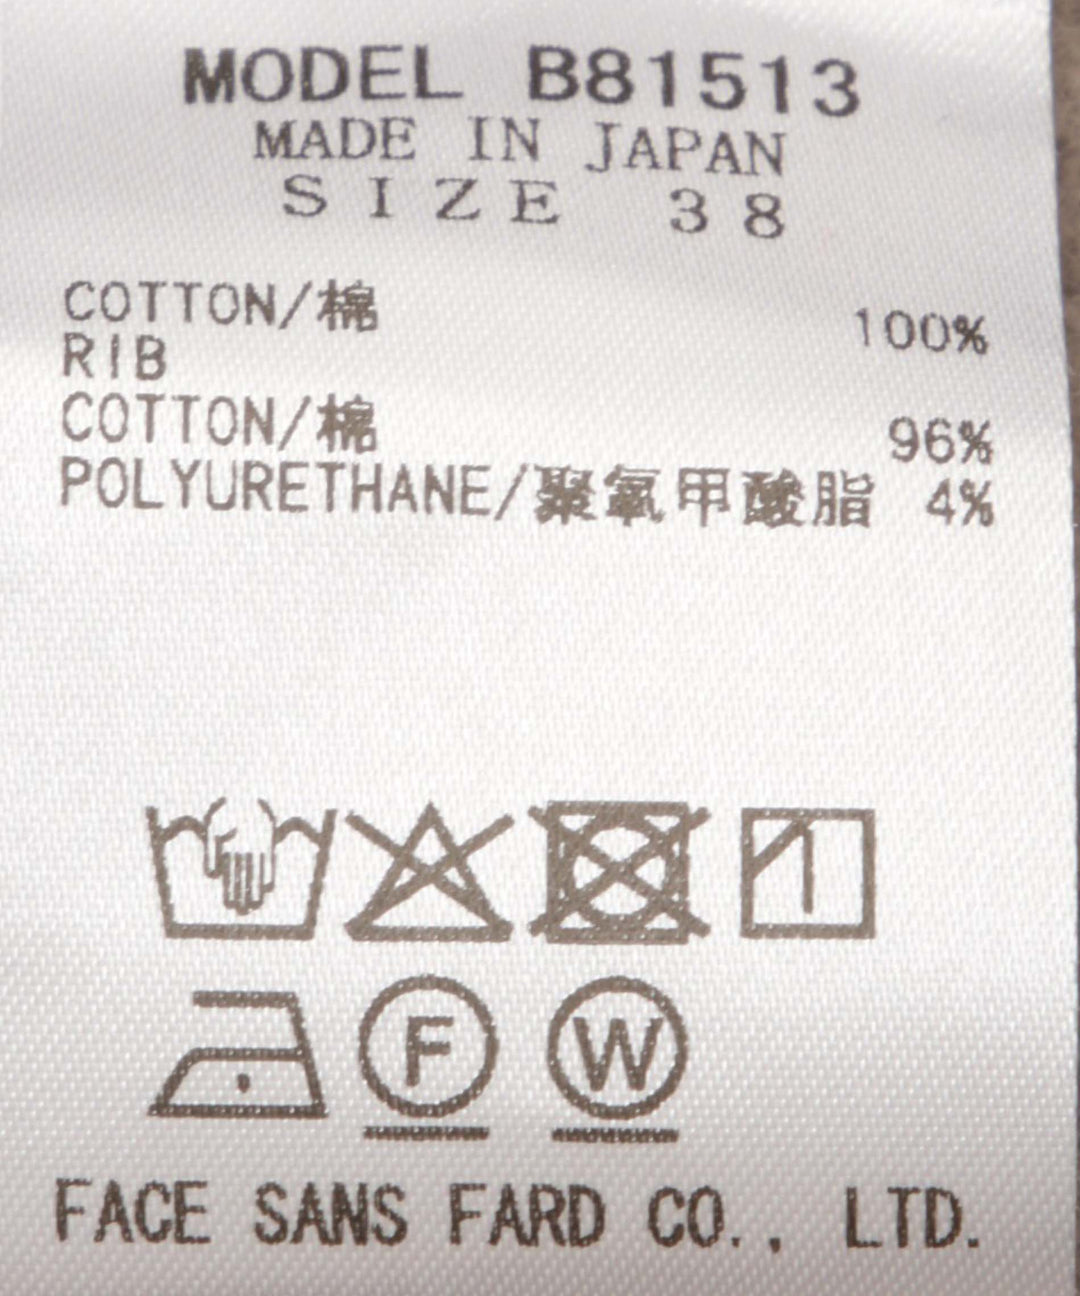 MODEL B81513
MADE IN JAPAN
SIZE 38
COTTON/棉 100%
RIB
COTTON/棉 96%
POLYURETHANE/聚氧甲酸脂 4%
F W
FACE SANS FARD CO., LTD.